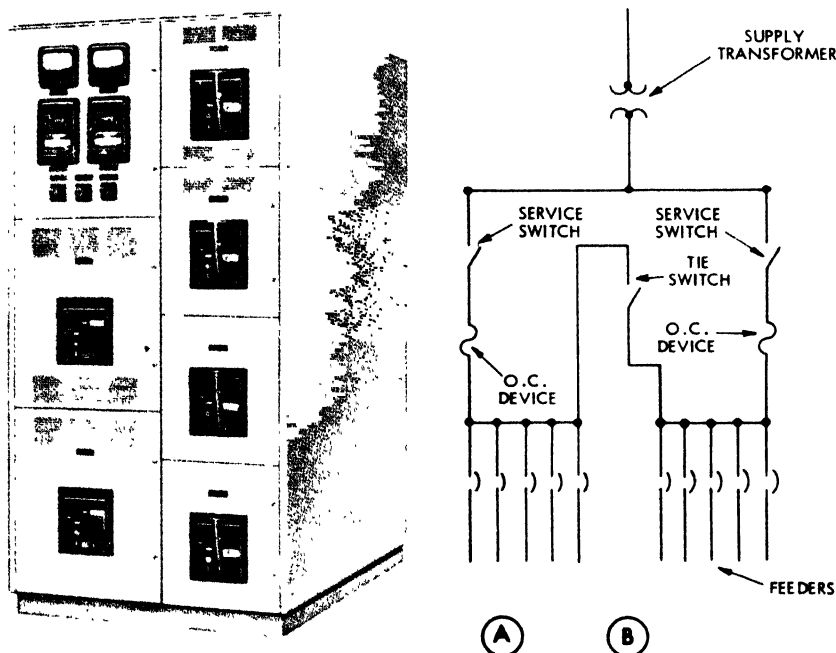 SUPPLY
TRANSFORMER
SERVICE
SWITCH
SERVICE
SWITCH
TIE
SWITCH
O.C.
DEVICE
O.C.
DEVICE
FEEDERS
A
B